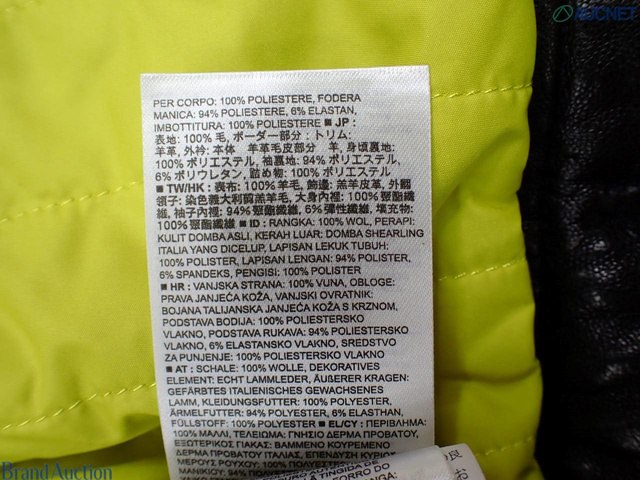 AUCNET
PER CORPO: 100% POLIESTERE, FODERA
MANICA: 94% POLIESTERE, 6% ELASTAN,
IMBOTTITURA: 100% POLIESTERE ■ JP :
表地: 100% 毛, ボーダー部分 : トリム:
羊革, 外衿: 本体 羊革毛皮部分: 羊, 身頃裏地:
100% ポリエステル, 袖裏地: 94% ポリエステル,
6% ポリウレタン, 詰め物: 100% ポリエステル
■ TW/HK : 表布: 100% 羊毛, 飾邊: 羔羊皮革, 外翻
領子: 染色義大利剪羔羊毛, 大身內裡: 100% 聚酯纖
維, 袖子內裡: 94% 聚酯纖維, 6% 彈性纖維, 填充物:
100% 聚酯纖維 ■ ID : RANGKA: 100% WOL, PERAPI:
KULIT DOMBA ASLI, KERAH LUAR: DOMBA SHEARLING
ITALIA YANG DICELUP, LAPISAN LEKUK TUBUH:
100% POLISTER, LAPISAN LENGAN: 94% POLISTER,
6% SPANDEKS, PENGISI: 100% POLISTER
■ HR : VANJSKA STRANA: 100% VUNA, OBLOGE:
PRAVA JANJEĆA KOŽA, VANJSKI OVRATNIK:
BOJANA TALIJANSKA JANJEĆA KOŽA S KRZNOM,
PODSTAVA BODIJA: 100% POLIESTERSKO
VLAKNO, PODSTAVA RUKAVA: 94% POLIESTERSKO
VLAKNO, 6% ELASTANSKO VLAKNO, SREDSTVO
ZA PUNJENJE: 100% POLIESTERSKO VLAKNO
■ AT : SCHALE: 100% WOLLE, DEKORATIVES
ELEMENT: ECHT LAMMLEDER, ÄUßERER KRAGEN:
GEFÄRBTES ITALIENISCHES GEWACHSENES
LAMM, KLEIDUNGSFUTTER: 100% POLYESTER,
ÄRMELFUTTER: 94% POLYESTER, 6% ELASTHAN,
FÜLLSTOFF: 100% POLYESTER ■ EL/CY : ΠΕΡΙΒΛΗΜΑ:
100% ΜΑΛΛΙ, ΤΕΛΕΙΩΜΑ: ΓΝΗΣΙΟ ΔΕΡΜΑ ΠΡΟΒΑΤΟΥ,
ΕΞΩΤΕΡΙΚΟΣ ΓΙΑΚΑΣ: ΒΑΜΜΕΝΟ ΚΟΥΡΕΜΕΝΟ
ΔΕΡΜΑ ΠΡΟΒΑΤΟΥ ΙΤΑΛΙΑΣ, ΕΠΕΝΔΥΣΗ ΚΥΡΙΟΥ
ΜΕΡΟΥΣ ΡΟΥΧΟΥ: 100%
Brand Auction